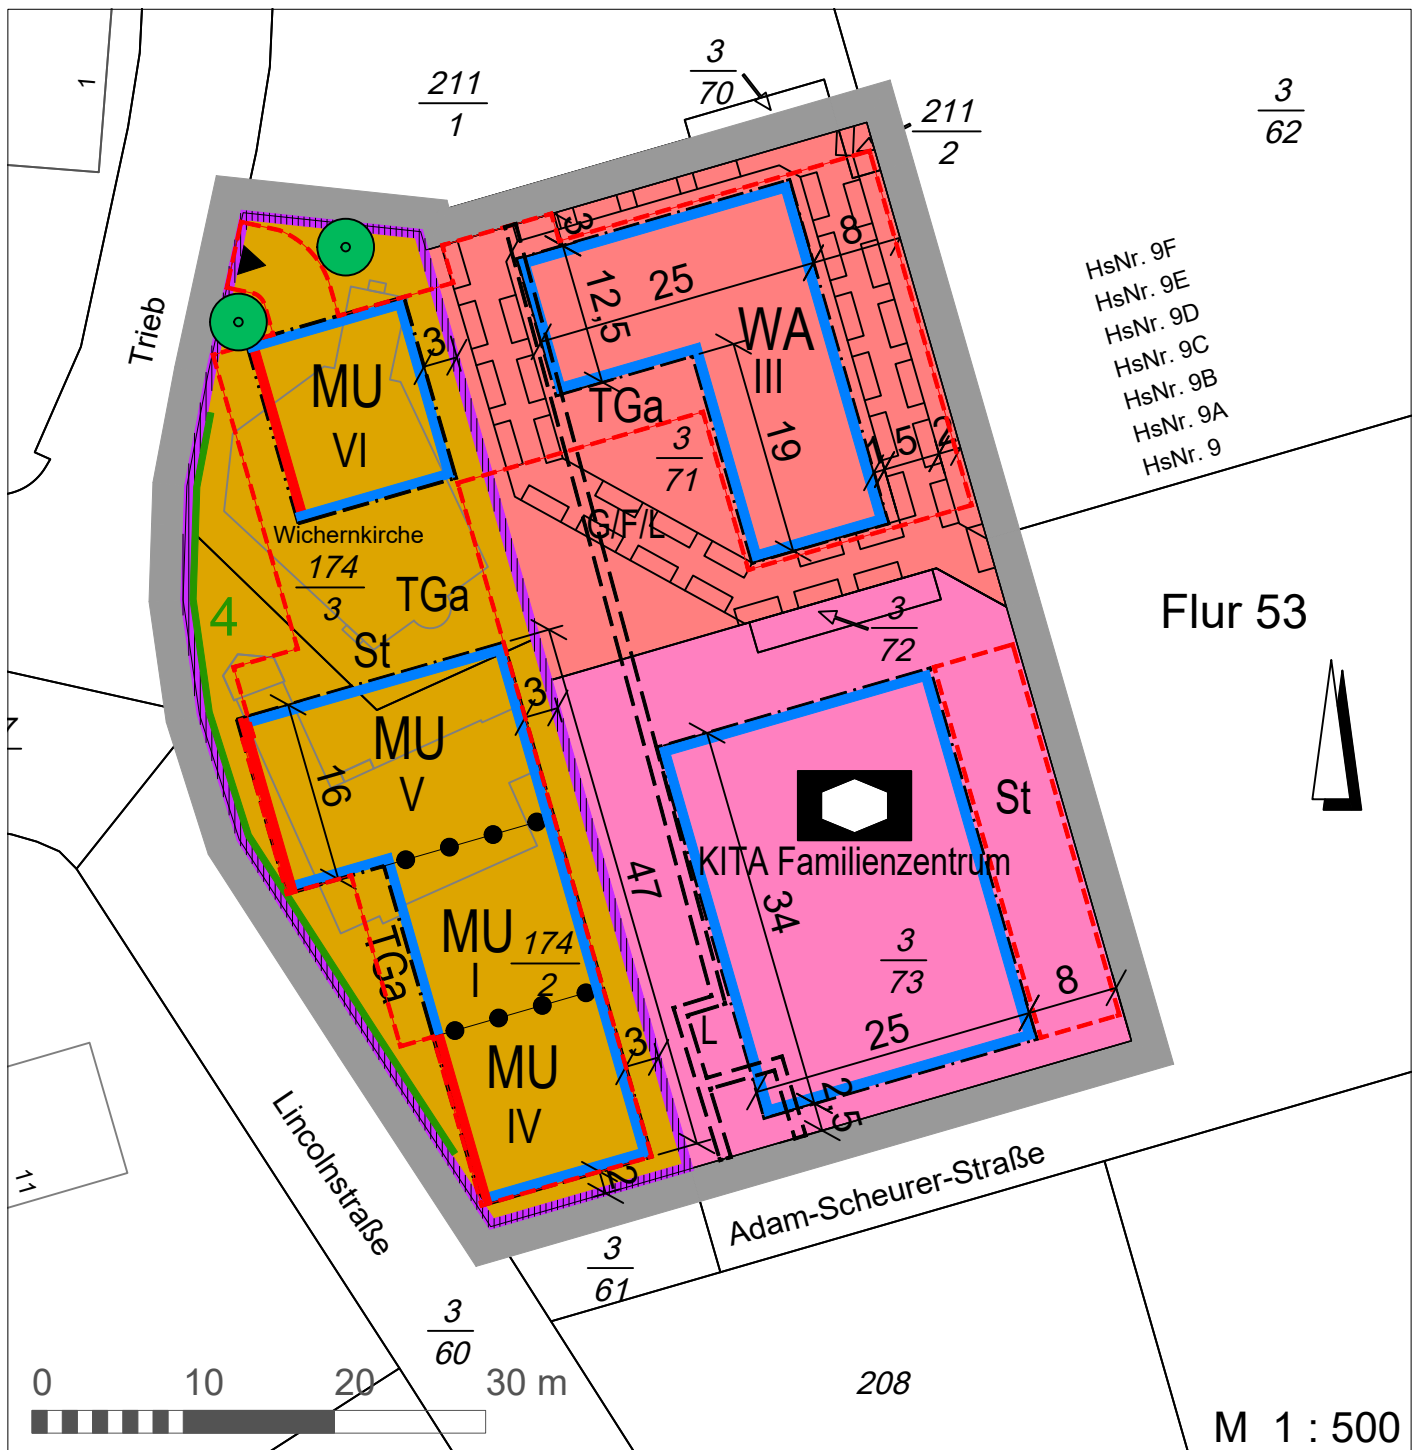 1
211
1
3
70
211
2
3
62
HsNr. 9F
HsNr. 9E
HsNr. 9D
HsNr. 9C
HsNr. 9B
HsNr. 9A
HsNr. 9
Trieb
3
8
25
12,5
WA
III
3
MU
VI
TGa
3
71
19
1
5
2
G/F/L
Wichernkirche
174
3
TGa
4
St
Flur 53
3
72
3
MU
V
16
St
KITA Familienzentrum
47
34
MU
I
174
2
TGa
3
73
8
25
L
3
MU
IV
2,5
2
11
Lincolnstraße
Adam-Scheurer-Straße
3
61
3
60
208
0 10 20 30 m
M 1 : 500